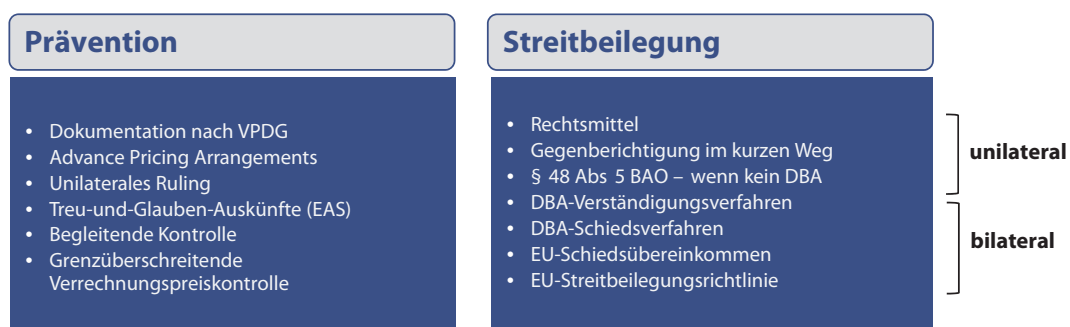 Prävention
• Dokumentation nach VPDG
• Advance Pricing Arrangements
• Unilaterales Ruling
• Treu-und-Glauben-Auskünfte (EAS)
• Begleitende Kontrolle
• Grenzüberschreitende
Verrechnungspreiskontrolle
Streitbeilegung
• Rechtsmittel
• Gegenberichtigung im kurzen Weg
• § 48 Abs 5 BAO – wenn kein DBA
• DBA-Verständigungsverfahren
• DBA-Schiedsverfahren
• EU-Schiedsübereinkommen
• EU-Streitbeilegungsrichtlinie
unilateral
bilateral